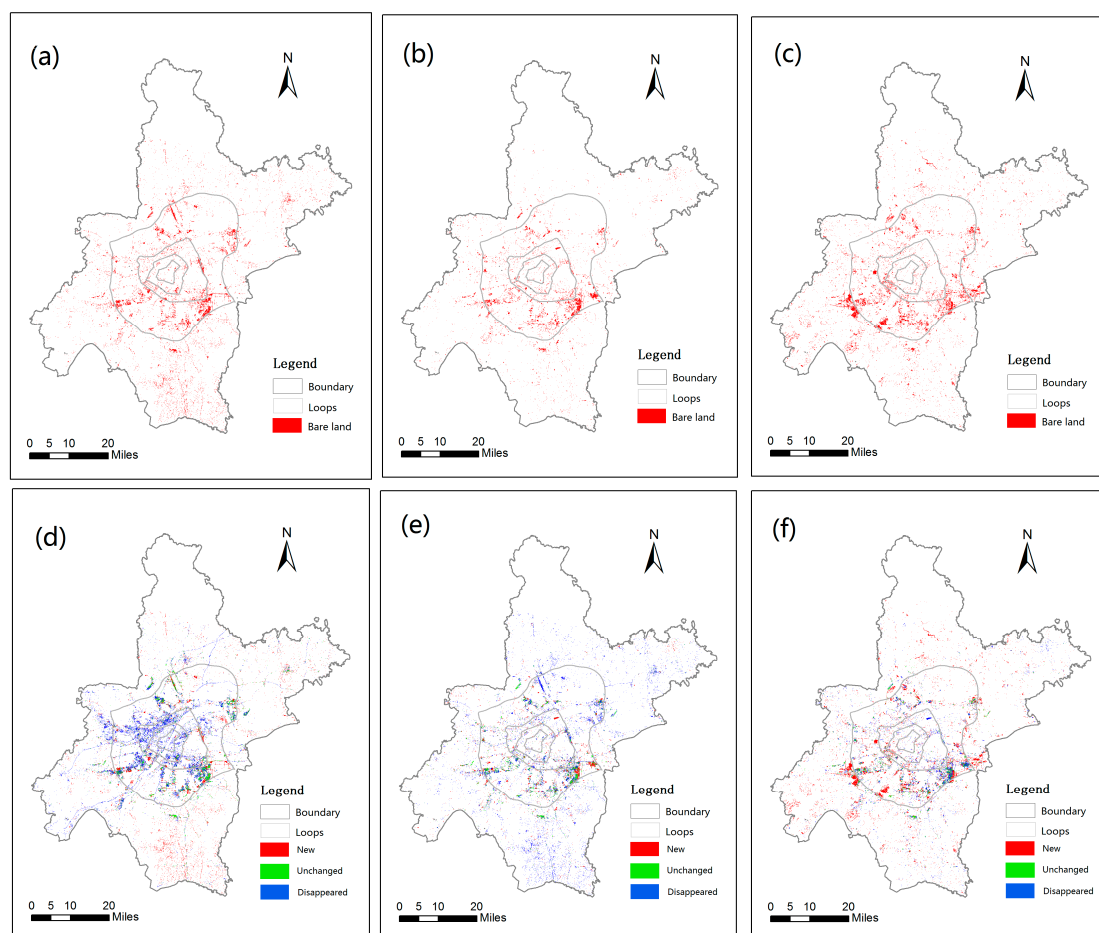 (a)
N
Legend
Boundary
Loops
Bare land
0 5 10 20
Miles
(b)
N
Legend
Boundary
Loops
Bare land
0 5 10 20
Miles
(c)
N
Legend
Boundary
Loops
Bare land
0 5 10 20
Miles
(d)
N
Legend
Boundary
Loops
New
Unchanged
Disappeared
0 5 10 20
Miles
(e)
N
Legend
Boundary
Loops
New
Unchanged
Disappeared
0 5 10 20
Miles
(f)
N
Legend
Boundary
Loops
New
Unchanged
Disappeared
0 5 10 20
Miles